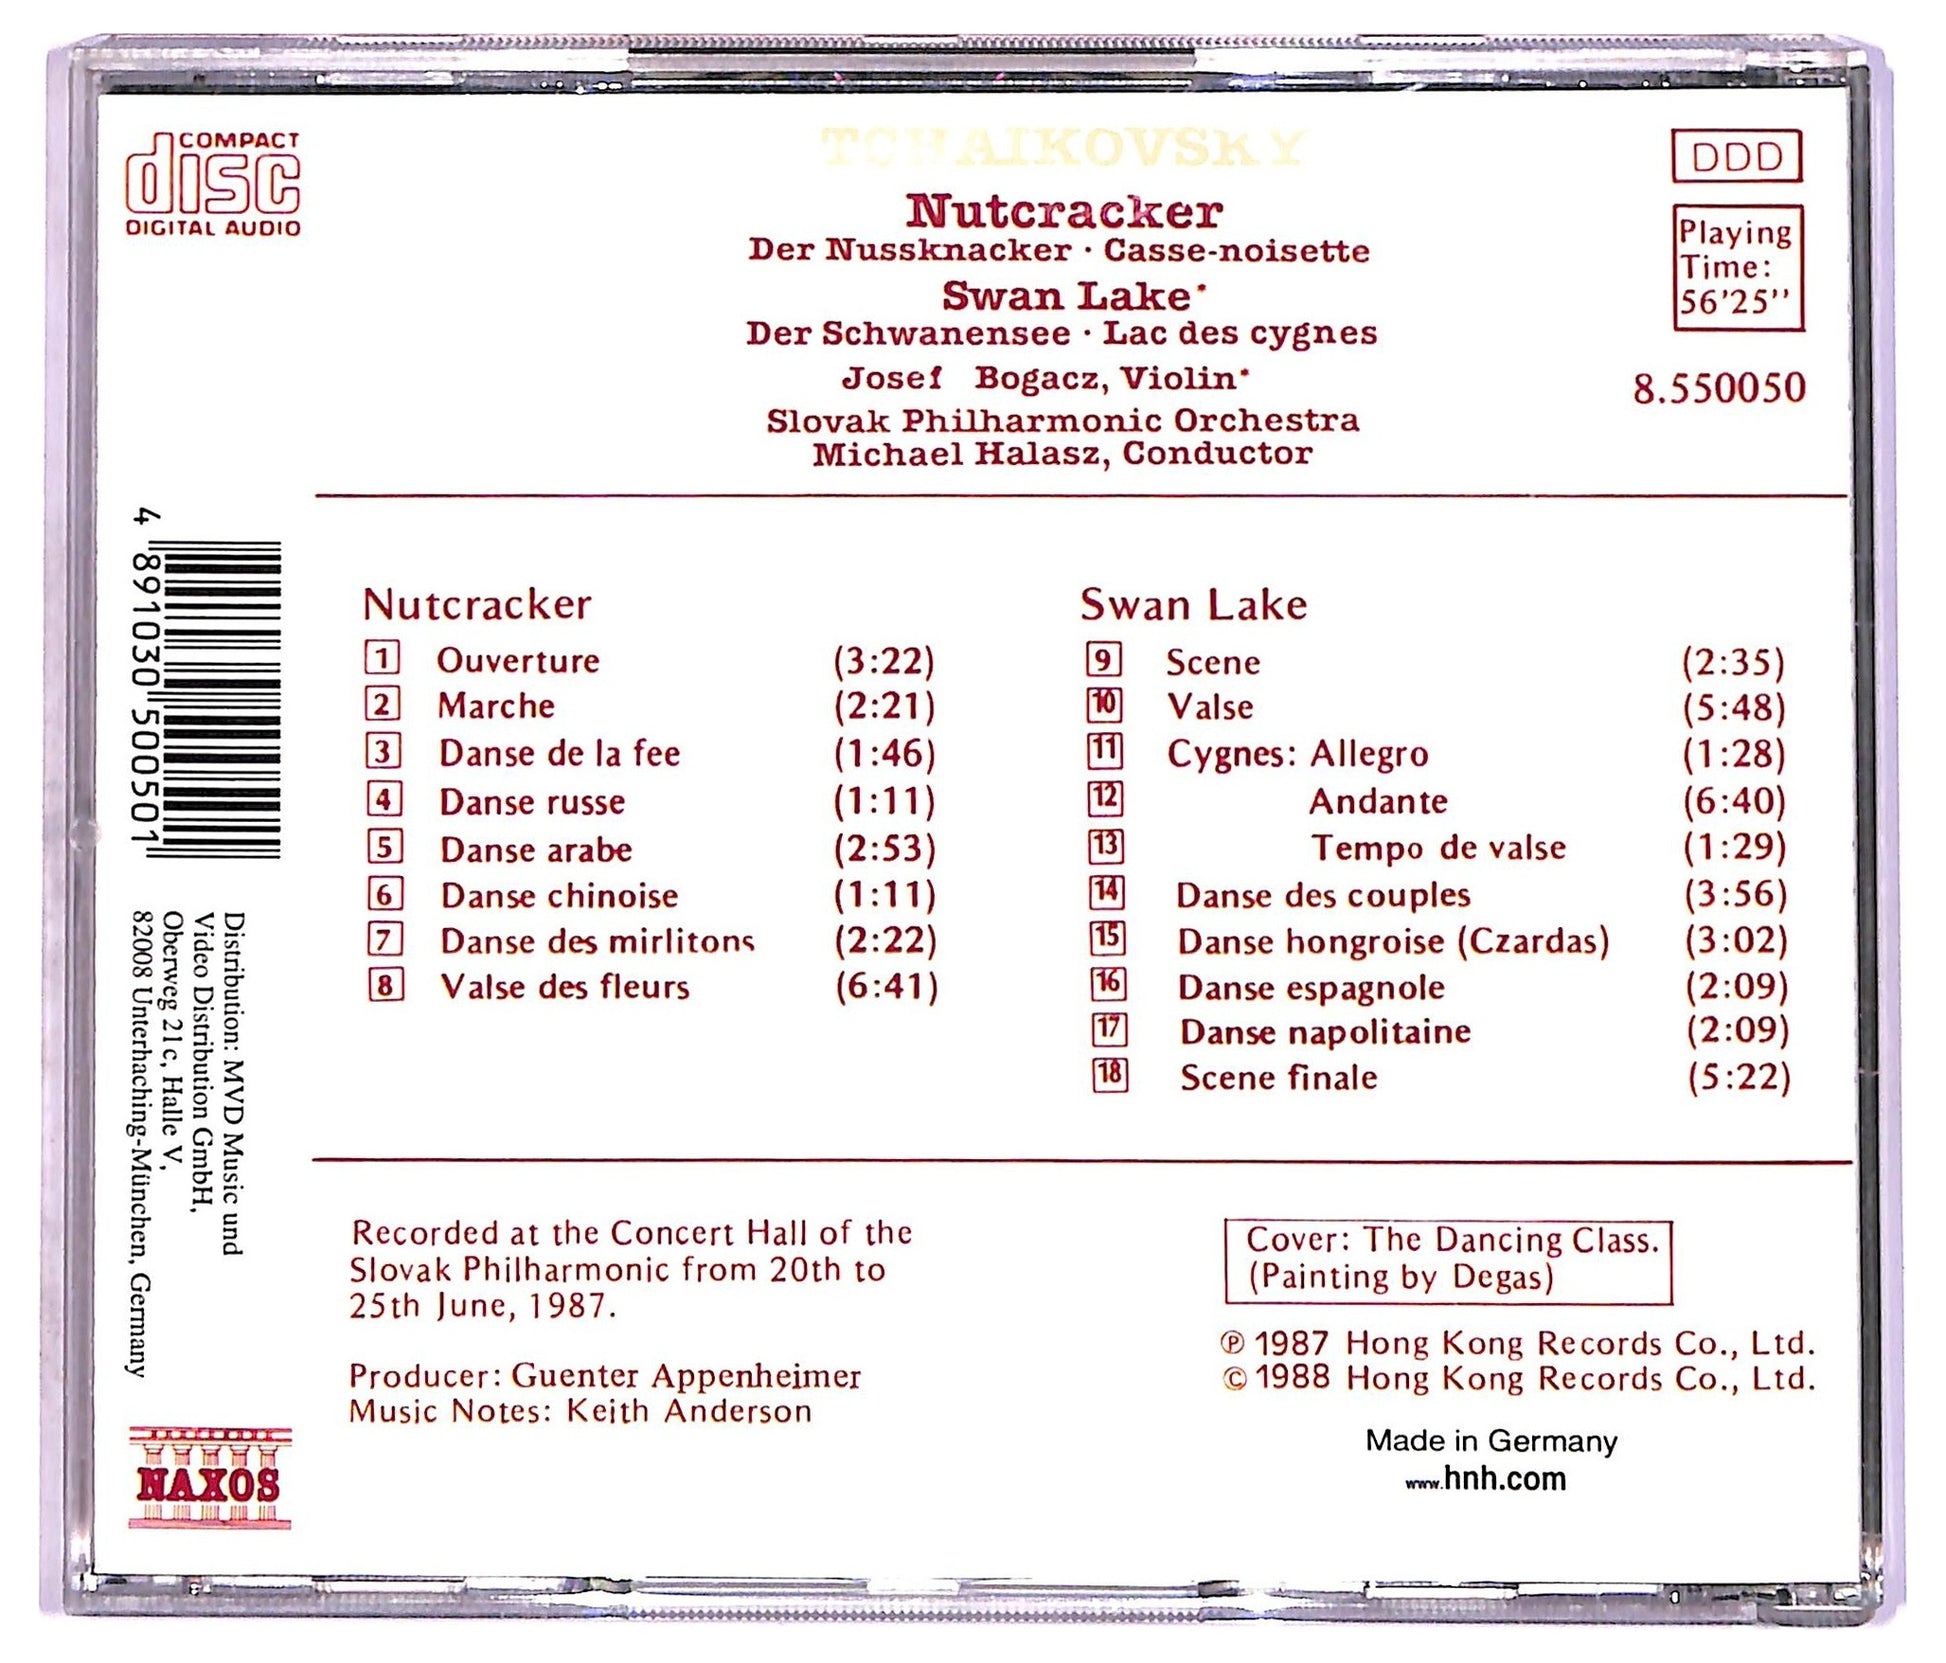 COMPACT
disc
DIGITAL AUDIO
TCHAIKOVSKY
Nutcracker
Der Nussknacker · Casse-noisette
Swan Lake*
Der Schwanensee · Lac des cygnes
Josef Bogacz, Violin*
Slovak Philharmonic Orchestra
Michael Halasz, Conductor
DDD
Playing
Time:
56'25''
8.550050
Nutcracker
1 Ouverture (3:22)
2 Marche (2:21)
3 Danse de la fee (1:46)
4 Danse russe (1:11)
5 Danse arabe (2:53)
6 Danse chinoise (1:11)
7 Danse des mirlitons (2:22)
8 Valse des fleurs (6:41)
Swan Lake
9 Scene (2:35)
10 Valse (5:48)
11 Cygnes: Allegro (1:28)
12 Andante (6:40)
13 Tempo de valse (1:29)
14 Danse des couples (3:56)
15 Danse hongroise (Czardas) (3:02)
16 Danse espagnole (2:09)
17 Danse napolitaine (2:09)
18 Scene finale (5:22)
4 891030 500501
Distribution: MVD Music und
Video Distribution GmbH,
Oberweg 21c, Halle V,
82008 Unterhaching-München, Germany
NAXOS
Recorded at the Concert Hall of the
Slovak Philharmonic from 20th to
25th June, 1987.
Producer: Guenter Appenheimer
Music Notes: Keith Anderson
Cover: The Dancing Class.
(Painting by Degas)
℗ 1987 Hong Kong Records Co., Ltd.
© 1988 Hong Kong Records Co., Ltd.
Made in Germany
www.hnh.com